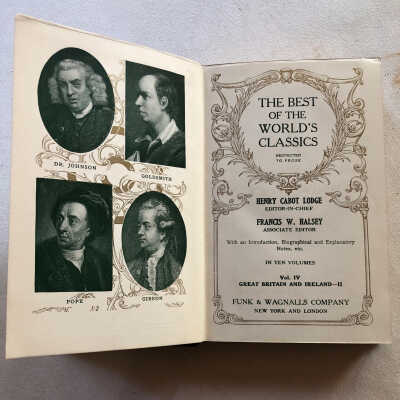 DR. JOHNSON
GOLDSMITH
POPE
GIBBON
THE BEST
OF THE
WORLD'S
CLASSICS
RESTRICTED
TO PROSE
HENRY CABOT LODGE
EDITOR-IN-CHIEF
FRANCIS W. HALSEY
ASSOCIATE EDITOR
With an Introduction, Biographical and Explanatory
Notes, etc.
IN TEN VOLUMES
Vol. IV
GREAT BRITAIN AND IRELAND—II
FUNK & WAGNALLS COMPANY
NEW YORK AND LONDON